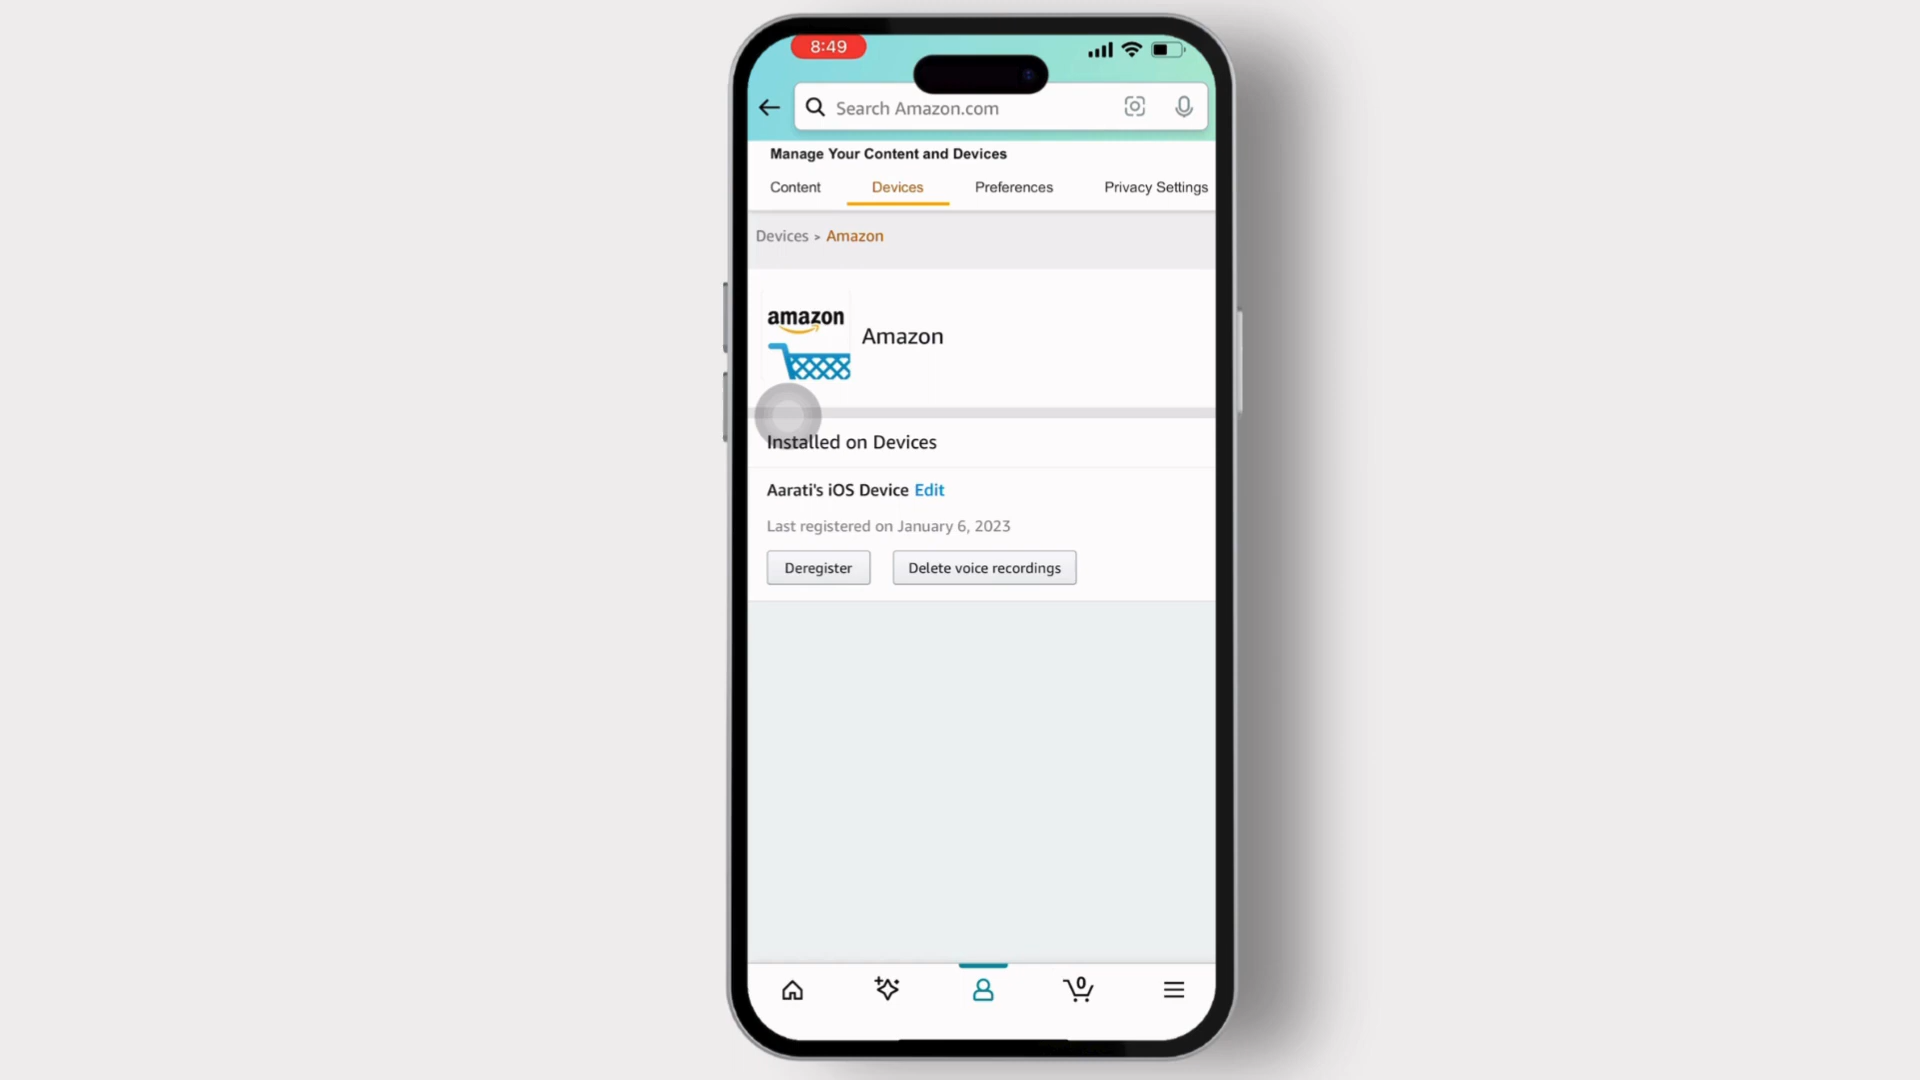 8:49
Search Amazon.com
Manage Your Content and Devices
Content Devices Preferences Privacy Settings
Devices > Amazon
amazon
Amazon
Installed on Devices
Aarati's iOS Device Edit
Last registered on January 6, 2023
Deregister Delete voice recordings
0